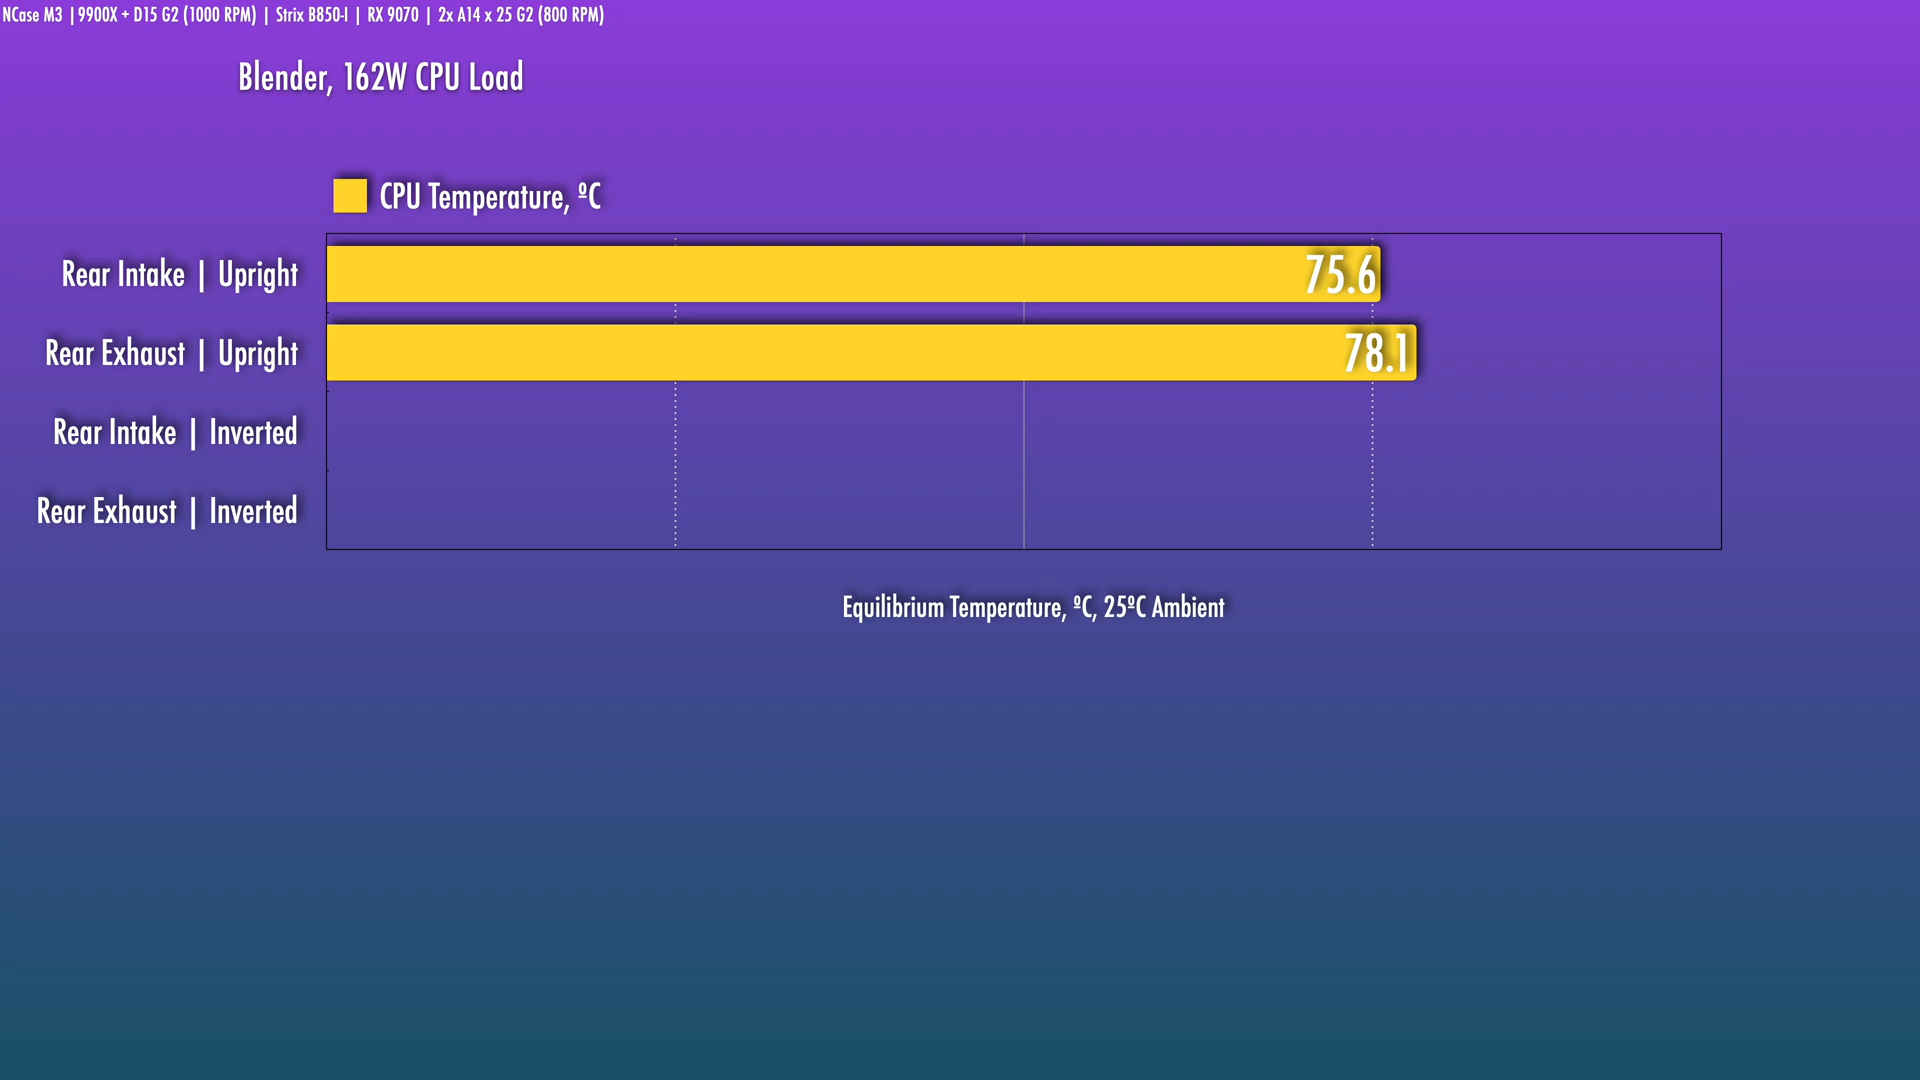 NCase M3 | 9900X + D15 G2 (1000 RPM) | Strix B850-I | RX 9070 | 2x A14 x 25 G2 (800 RPM)
Blender, 162W CPU Load
CPU Temperature, ºC
Rear Intake | Upright
75.6
Rear Exhaust | Upright
78.1
Rear Intake | Inverted
Rear Exhaust | Inverted
Equilibrium Temperature, ºC, 25ºC Ambient